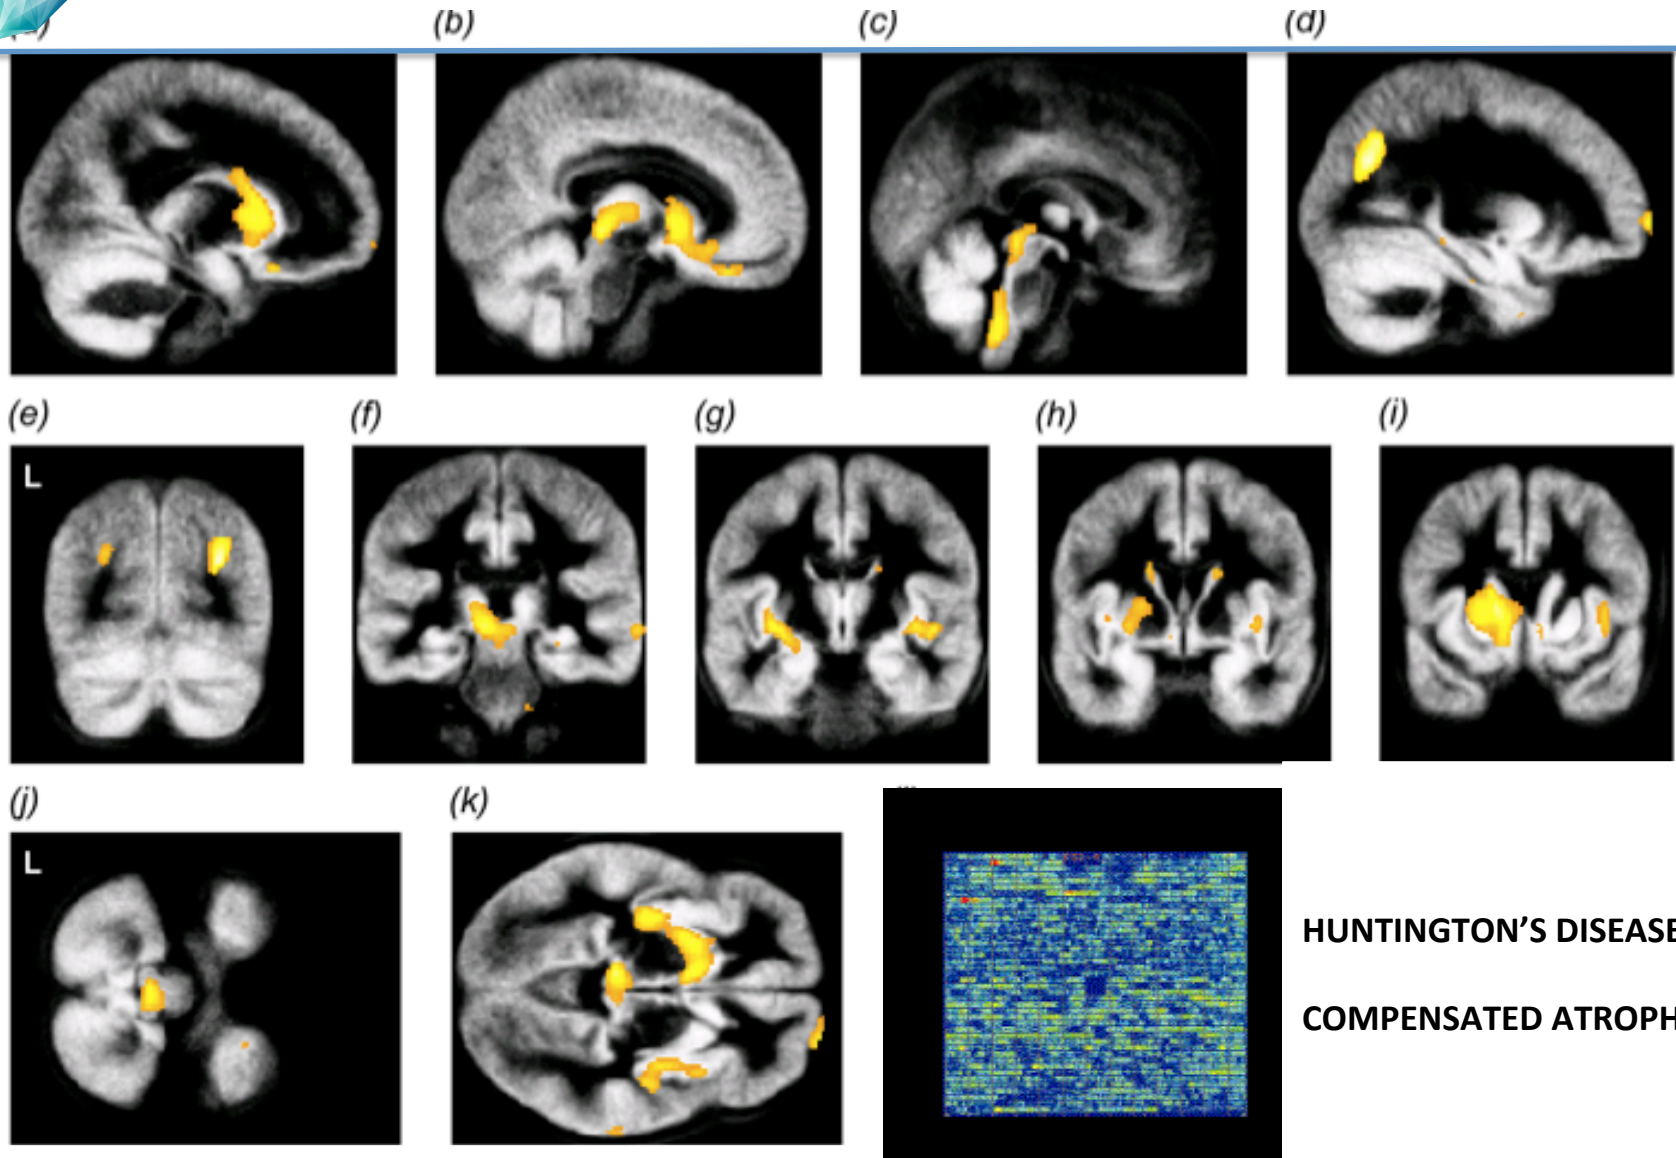 (b)
(c)
(d)
(e)
(f)
(g)
(h)
(i)
L
(j)
(k)
L
HUNTINGTON’S DISEASE
COMPENSATED ATROPH